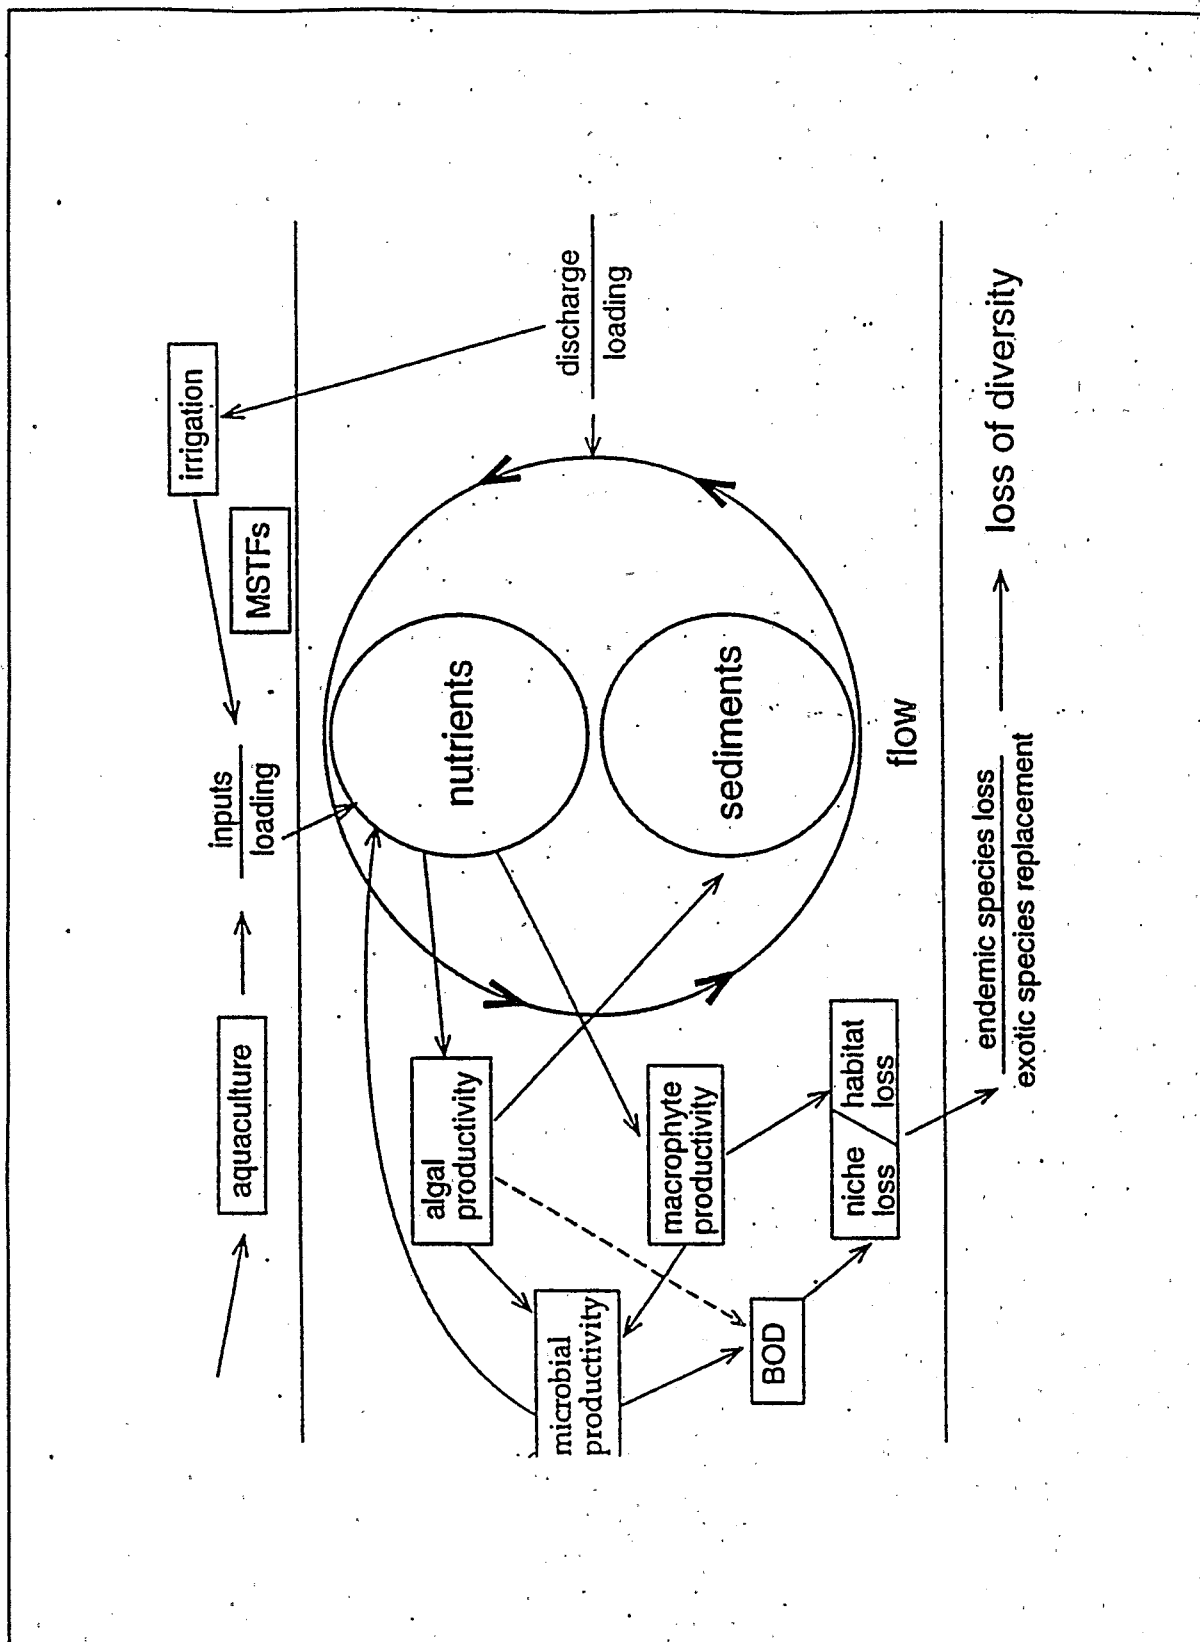 aquaculture
inputs
loading
irrigation
MSTFs
algal
productivity
nutrients
discharge
loading
microbial
productivity
macrophyte
productivity
sediments
BOD
niche
loss
habitat
loss
flow
endemic species loss
exotic species replacement
loss of diversity